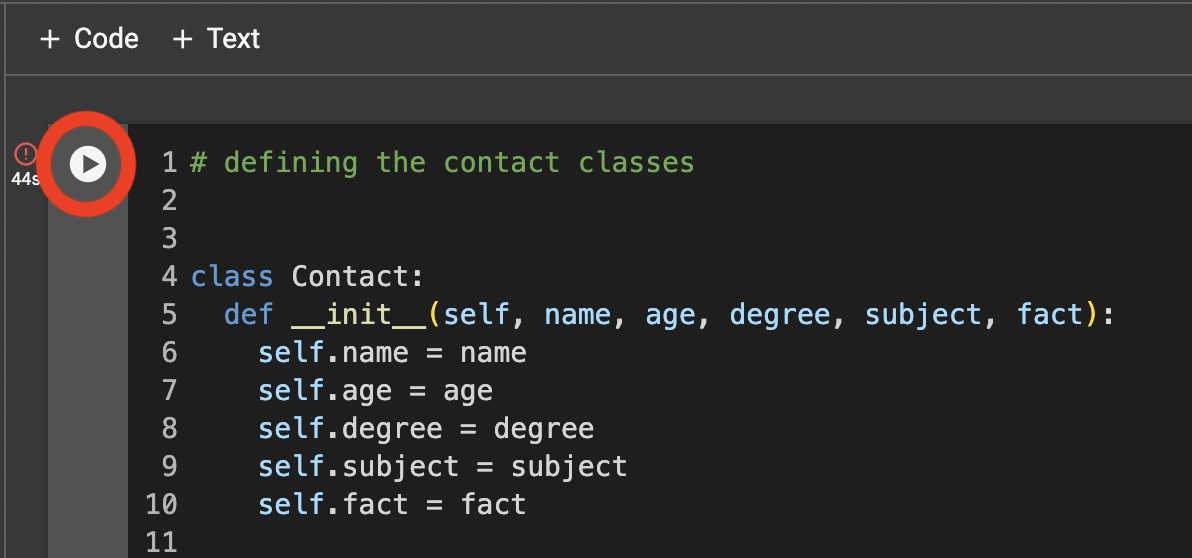 + Code + Text
44s
1 # defining the contact classes
2
3
4 class Contact:
5   def __init__(self, name, age, degree, subject, fact):
6     self.name = name
7     self.age = age
8     self.degree = degree
9     self.subject = subject
10     self.fact = fact
11